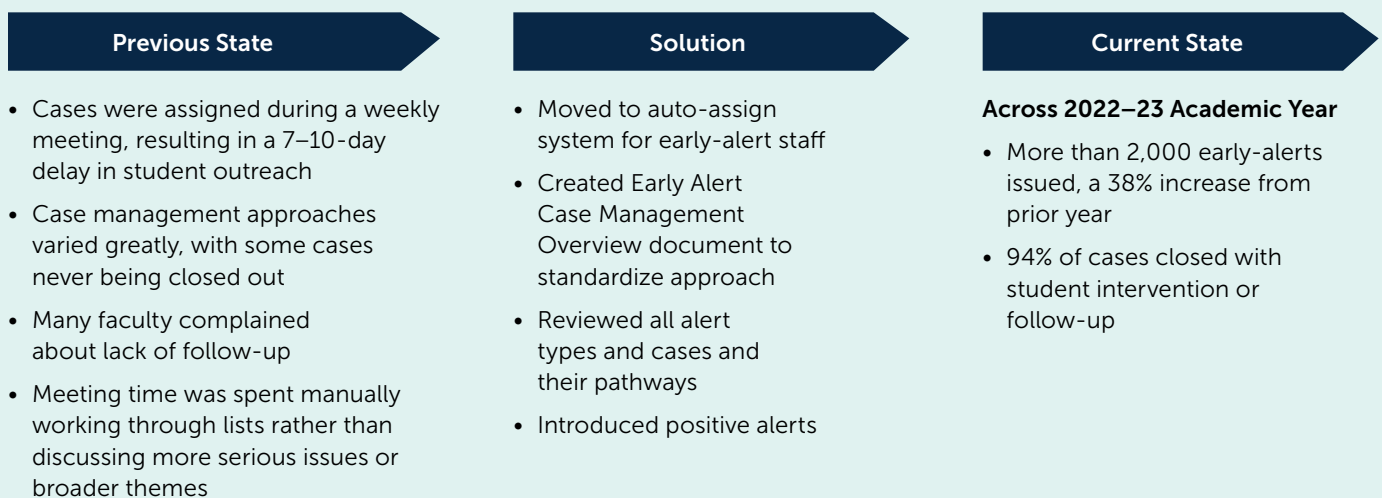 Previous State
• Cases were assigned during a weekly
meeting, resulting in a 7–10-day
delay in student outreach
• Case management approaches
varied greatly, with some cases
never being closed out
• Many faculty complained
about lack of follow-up
• Meeting time was spent manually
working through lists rather than
discussing more serious issues or
broader themes
Solution
• Moved to auto-assign
system for early-alert staff
• Created Early Alert
Case Management
Overview document to
standardize approach
• Reviewed all alert
types and cases and
their pathways
• Introduced positive alerts
Current State
Across 2022–23 Academic Year
• More than 2,000 early-alerts
issued, a 38% increase from
prior year
• 94% of cases closed with
student intervention or
follow-up